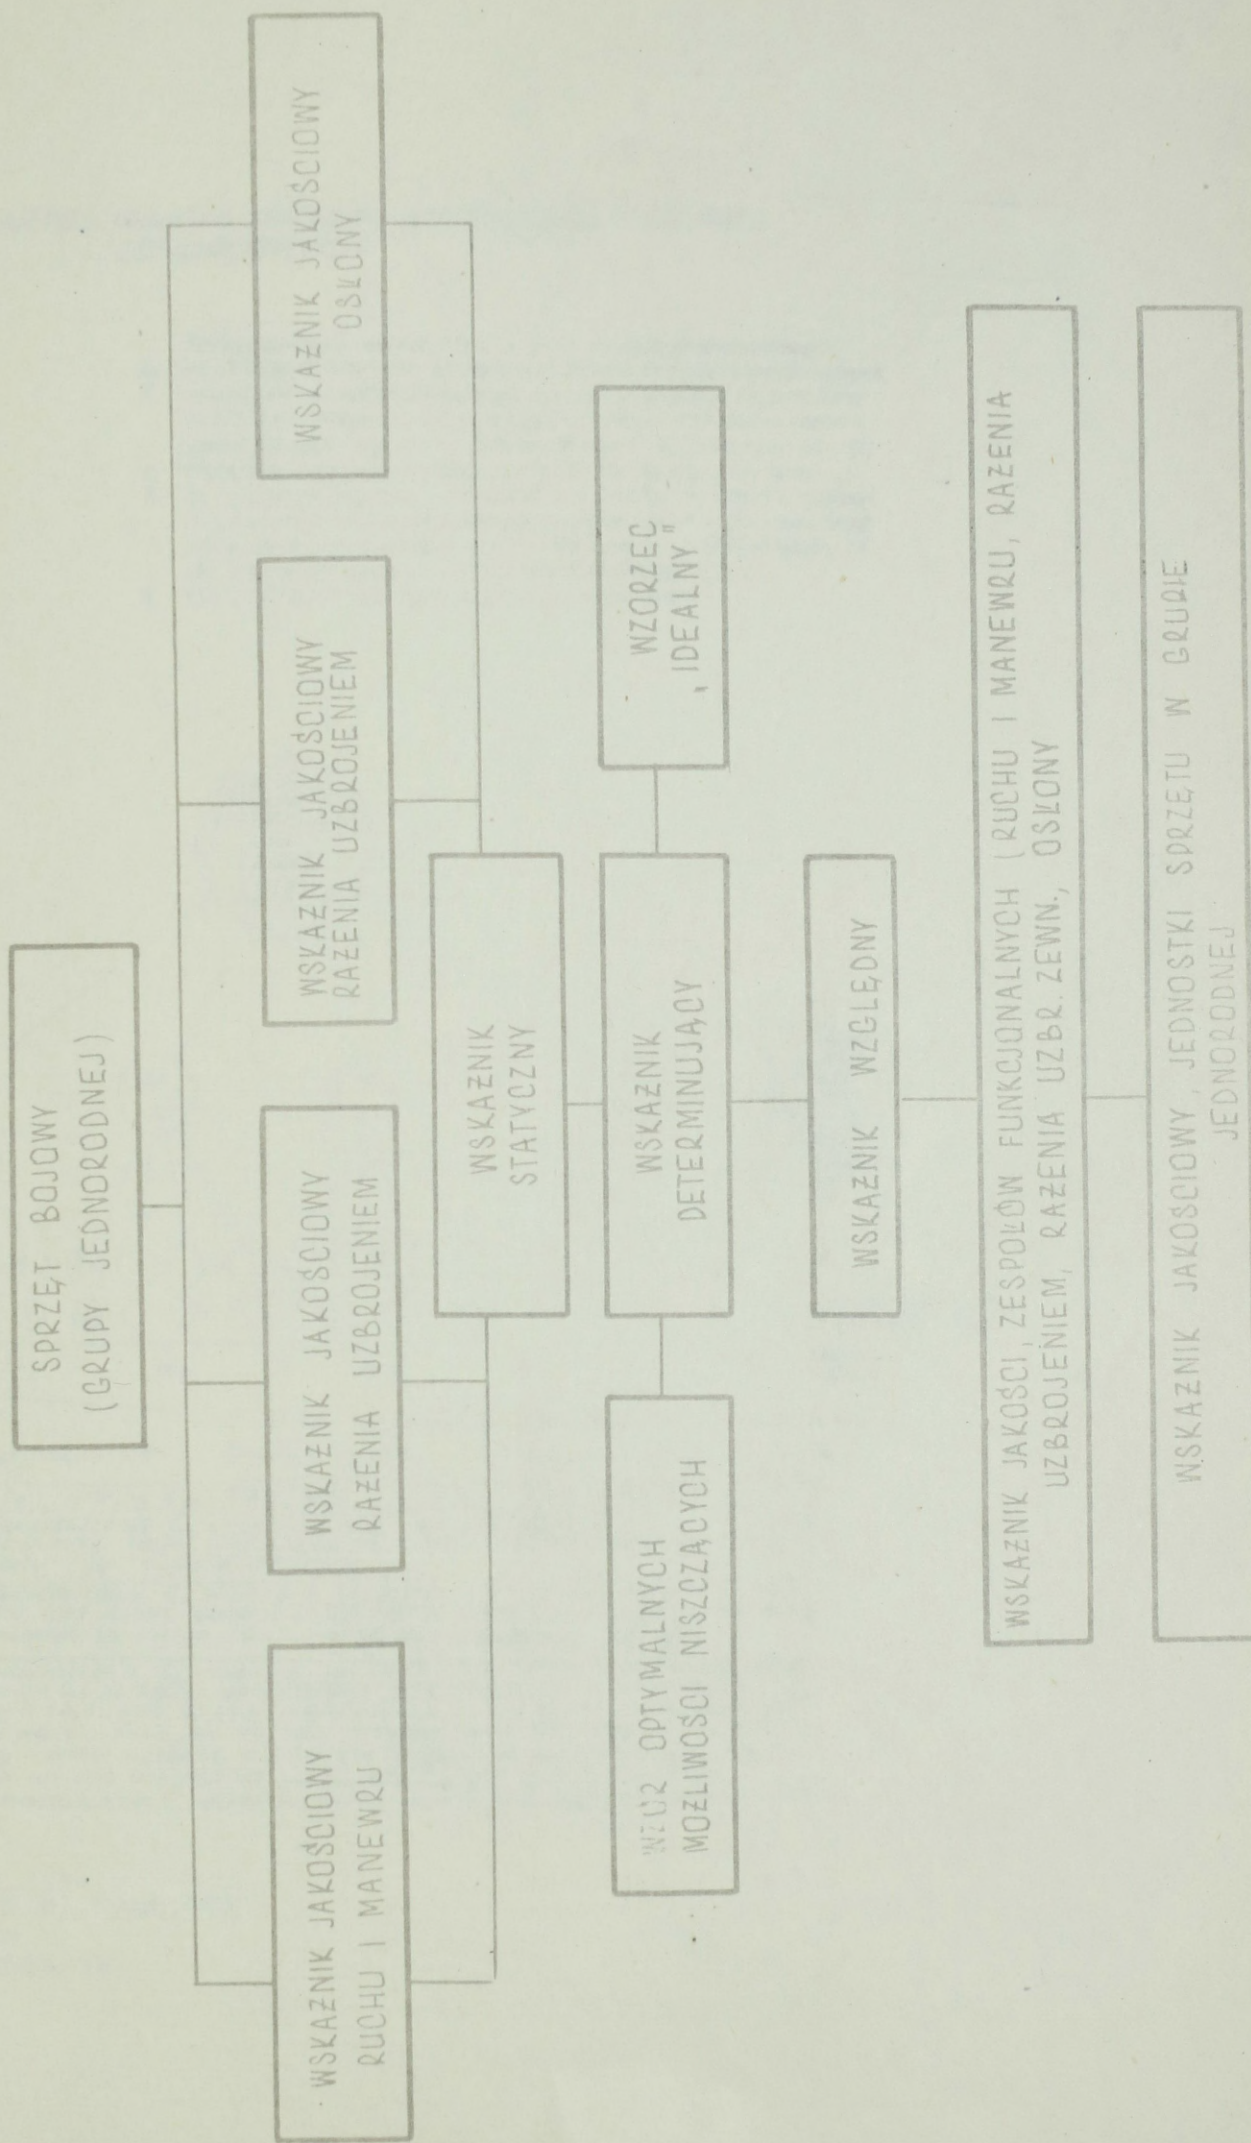 SPRZĘT BOJOWY
(GRUPY JEDNORODNEJ)
WSKAŹNIK JAKOŚCIOWY
RUCHU I MANEWRU
WSKAŹNIK JAKOŚCIOWY
RAŻENIA UZBROJENIEM
WSKAŹNIK JAKOŚCIOWY
RAŻENIA UZBROJENIEM
WSKAŹNIK JAKOŚCIOWY
OSŁONY
WSKAŹNIK
STATYCZNY
WZÓR OPTYMALNYCH
MOŻLIWOŚCI NISZCZĄCYCH
WSKAŹNIK
DETERMINUJĄCY
WZORZEC
„IDEALNY"
WSKAŹNIK WZGLĘDNY
WSKAŹNIK JAKOŚCI, ZESPOŁÓW FUNKCJONALNYCH (RUCHU I MANEWRU, RAŻENIA
UZBROJENIEM, RAŻENIA UZBR. ZEWN., OSŁONY
WSKAŹNIK JAKOŚCIOWY, JEDNOSTKI SPRZĘTU W GRUPIE
JEDNORODNEJ